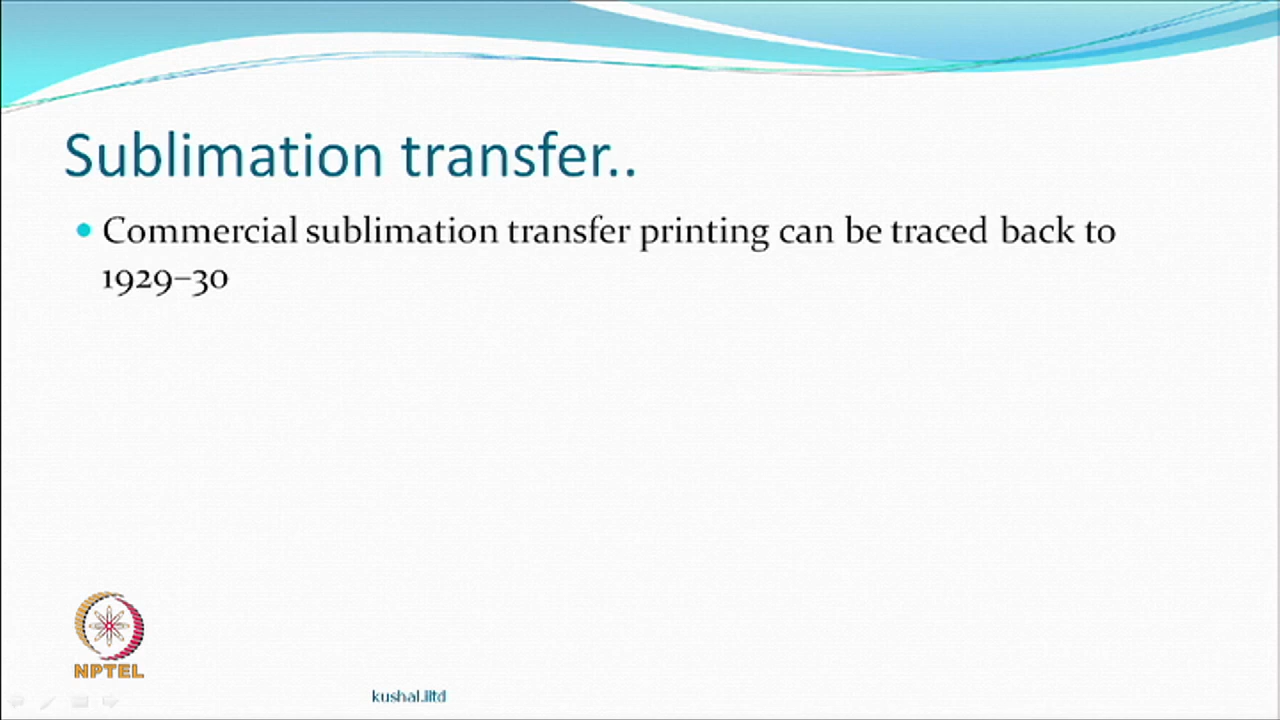 Sublimation transfer..
• Commercial sublimation transfer printing can be traced back to
1929–30
NPTEL
kushal.iitd